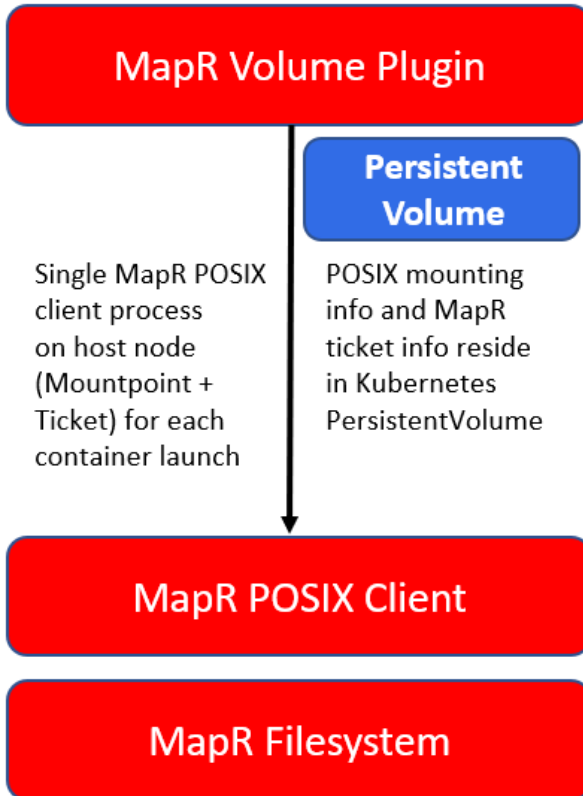 MapR Volume Plugin
Persistent
Volume
Single MapR POSIX
client process
on host node
(Mountpoint +
Ticket) for each
container launch
POSIX mounting
info and MapR
ticket info reside
in Kubernetes
PersistentVolume
MapR POSIX Client
MapR Filesystem